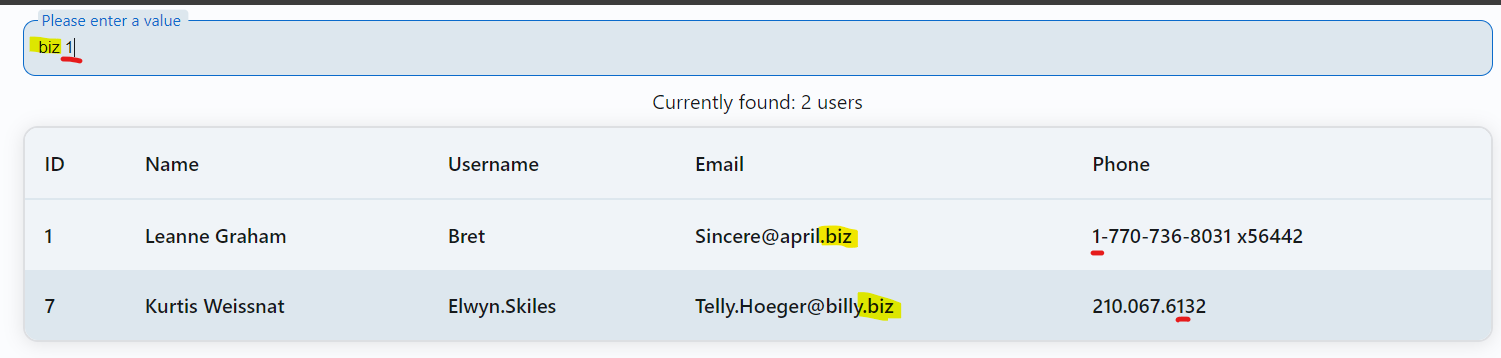 Please enter a value
biz 1
Currently found: 2 users
ID Name Username Email Phone
1 Leanne Graham Bret Sincere@april.biz 1-770-736-8031 x56442
7 Kurtis Weissnat Elwyn.Skiles Telly.Hoeger@billy.biz 210.067.6132